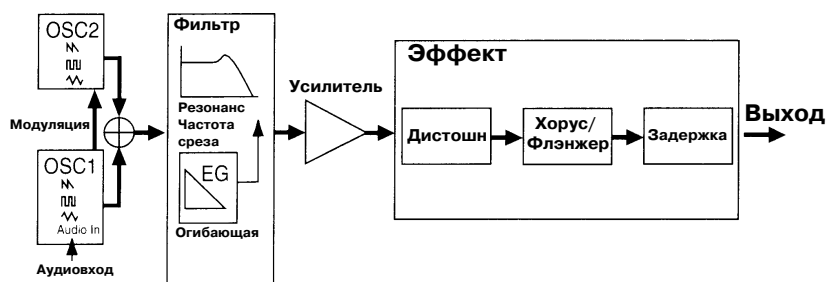 OSC2
Модуляция
OSC1
Audio In
Аудиовход
Фильтр
Резонанс
Частота
среза
EG
Огибающая
Усилитель
Эффект
Дистошн
Хорус/
Флэнжер
Задержка
Выход